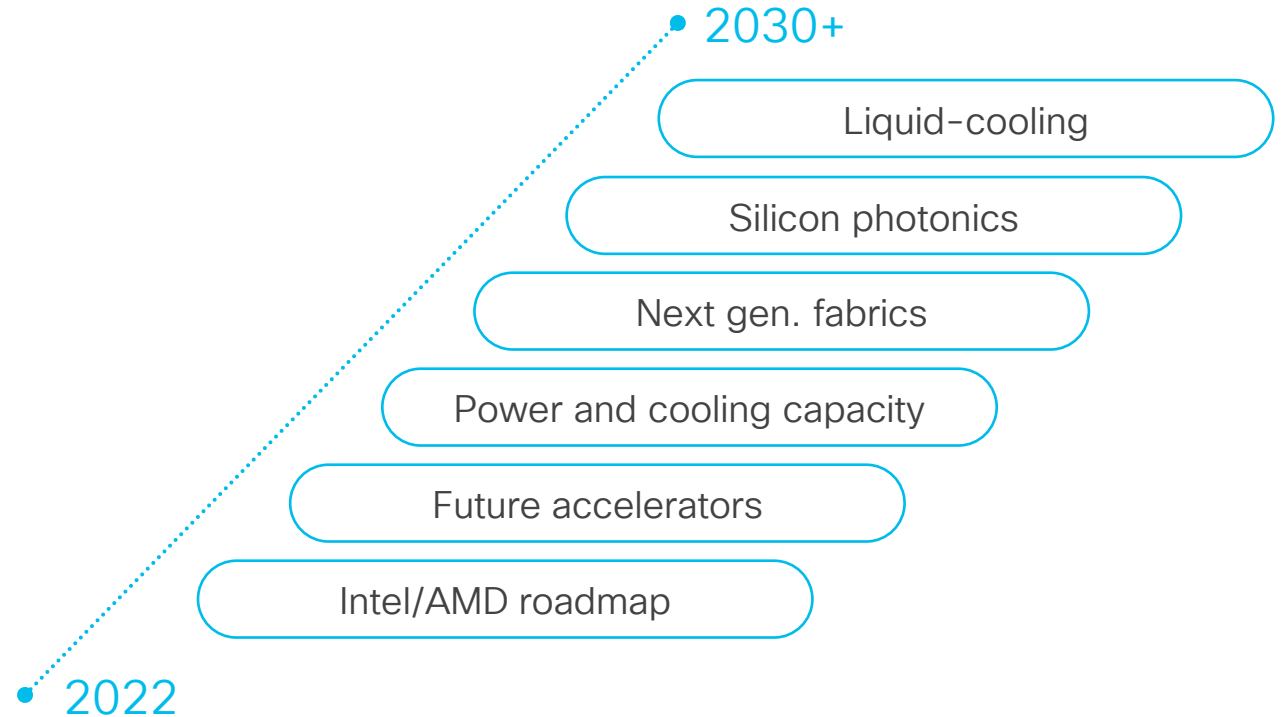 2030+
Liquid-cooling
Silicon photonics
Next gen. fabrics
Power and cooling capacity
Future accelerators
Intel/AMD roadmap
2022